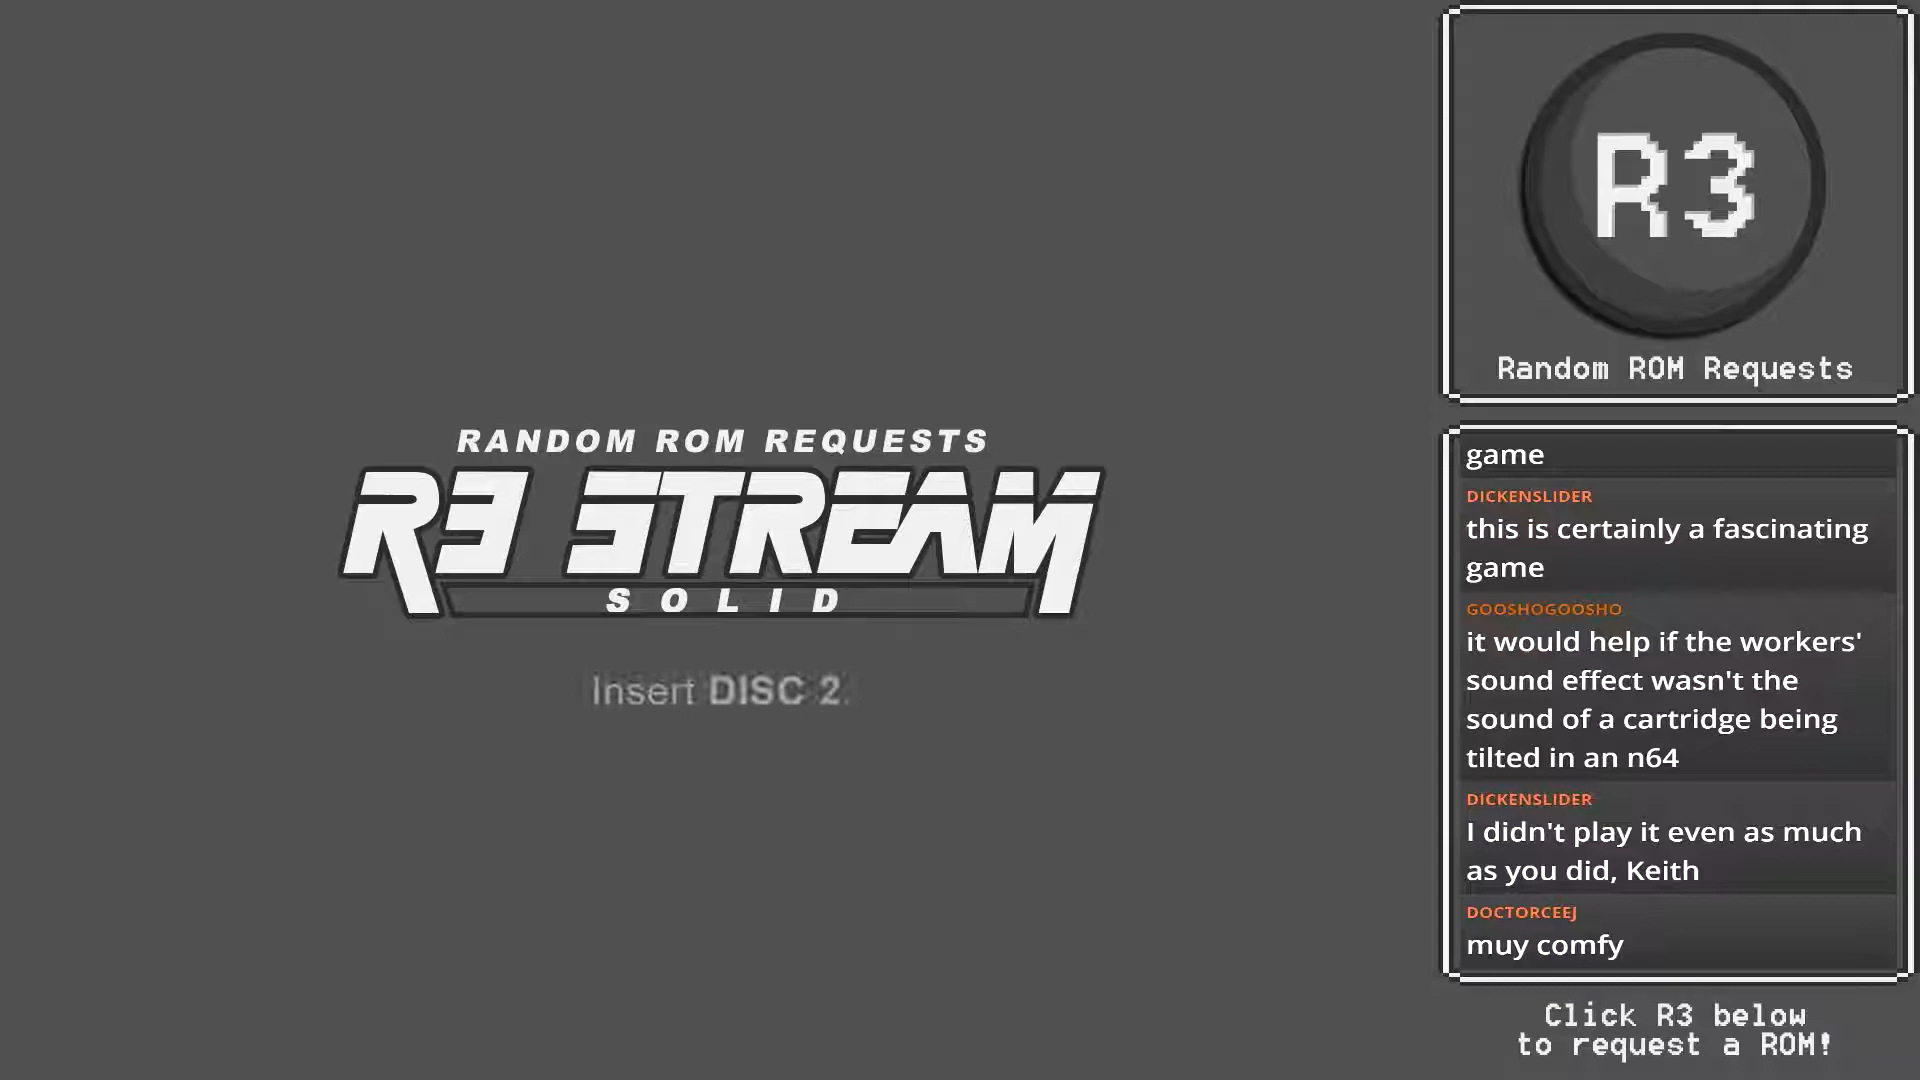 RANDOM ROM REQUESTS
R3 STREAM
SOLID
Insert DISC 2.
R3
Random ROM Requests
game
DICKENSLIDER
this is certainly a fascinating
game
GOOSHOGOOSHO
it would help if the workers'
sound effect wasn't the
sound of a cartridge being
tilted in an n64
DICKENSLIDER
I didn't play it even as much
as you did, Keith
DOCTORCEEJ
muy comfy
Click R3 below
to request a ROM!